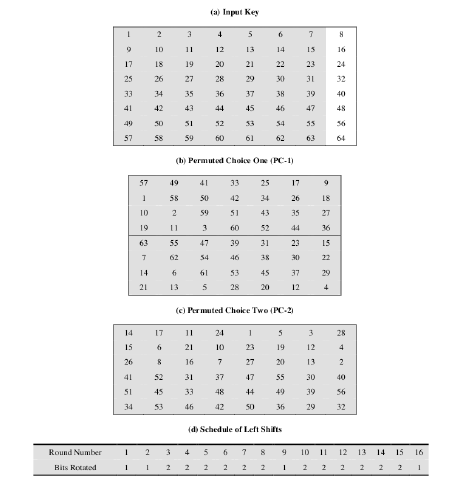 (a) Input Key
1 2 3 4 5 6 7 8
9 10 11 12 13 14 15 16
17 18 19 20 21 22 23 24
25 26 27 28 29 30 31 32
33 34 35 36 37 38 39 40
41 42 43 44 45 46 47 48
49 50 51 52 53 54 55 56
57 58 59 60 61 62 63 64
(b) Permuted Choice One (PC-1)
57 49 41 33 25 17 9
1 58 50 42 34 26 18
10 2 59 51 43 35 27
19 11 3 60 52 44 36
63 55 47 39 31 23 15
7 62 54 46 38 30 22
14 6 61 53 45 37 29
21 13 5 28 20 12 4
(c) Permuted Choice Two (PC-2)
14 17 11 24 1 5 3 28
15 6 21 10 23 19 12 4
26 8 16 7 27 20 13 2
41 52 31 37 47 55 30 40
51 45 33 48 44 49 39 56
34 53 46 42 50 36 29 32
(d) Schedule of Left Shifts
Round Number 1 2 3 4 5 6 7 8 9 10 11 12 13 14 15 16
Bits Rotated 1 1 2 2 2 2 2 2 1 2 2 2 2 2 2 1